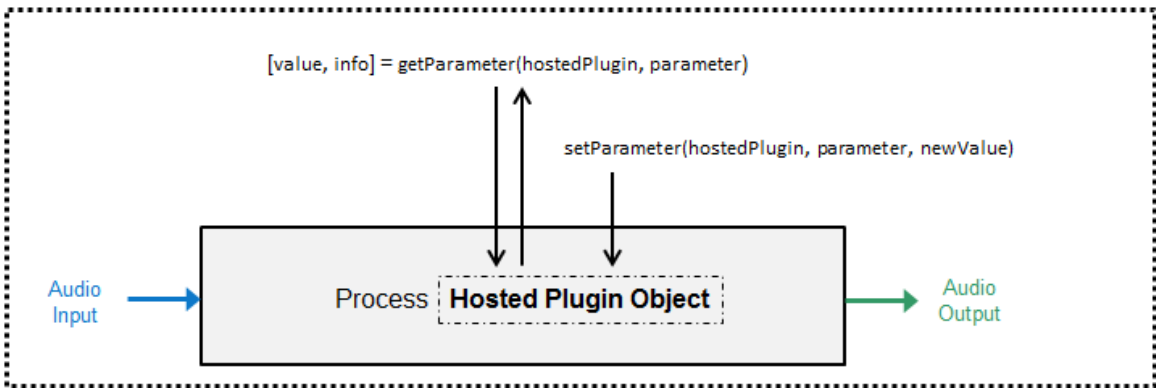 [value, info] = getParameter(hostedPlugin, parameter)
setParameter(hostedPlugin, parameter, newValue)
Audio
Input
Process Hosted Plugin Object
Audio
Output